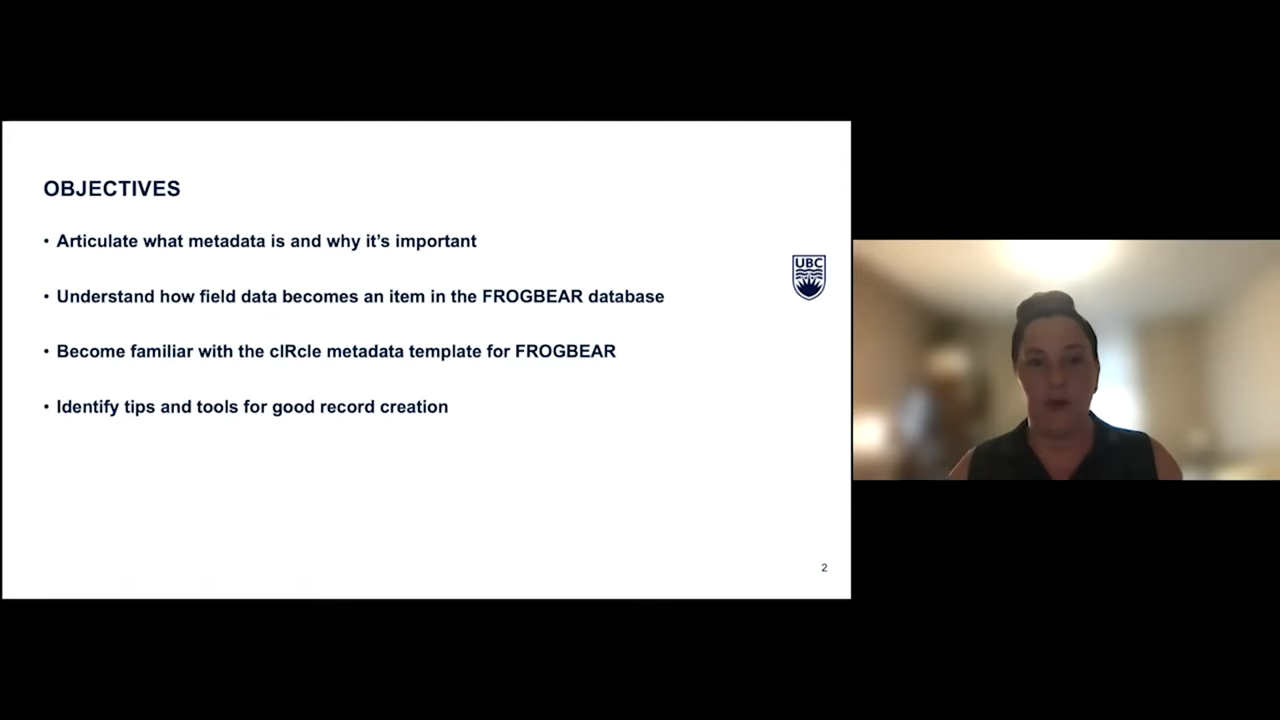 OBJECTIVES
• Articulate what metadata is and why it’s important
UBC
• Understand how field data becomes an item in the FROGBEAR database
• Become familiar with the cIRcle metadata template for FROGBEAR
• Identify tips and tools for good record creation
2